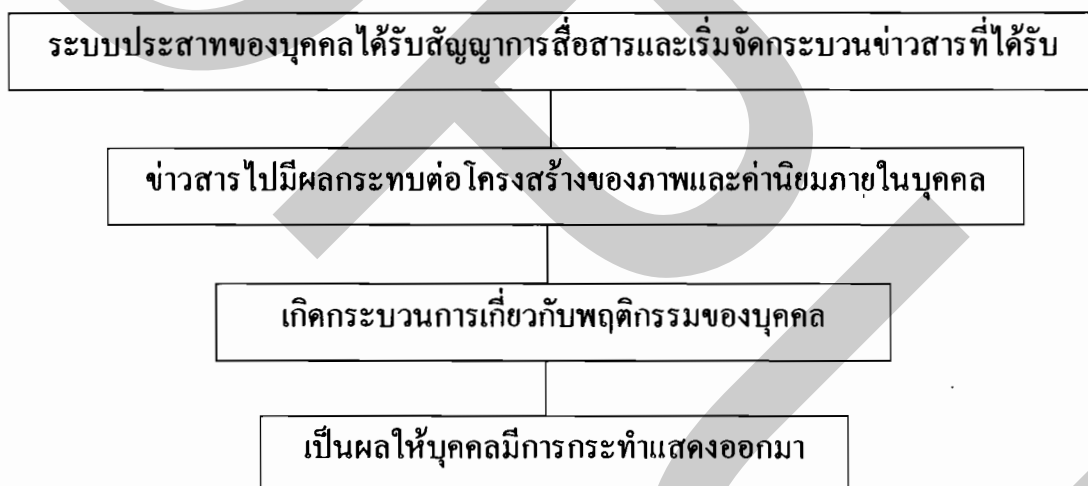 ระบบประสาทของบุคคลได้รับสัญญาการสื่อสารและเริ่มจัดกระบวนข่าวสารที่ได้รับ
ข่าวสารไปมีผลกระทบต่อโครงสร้างของภาพและค่านิยมภายในบุคคล
เกิดกระบวนการเกี่ยวกับพฤติกรรมของบุคคล
เป็นผลให้บุคคลมีการกระทำแสดงออกมา